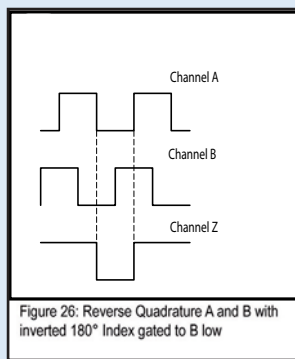 Channel A
Channel B
Channel Z
Figure 26: Reverse Quadrature A and B with
inverted 180° Index gated to B low